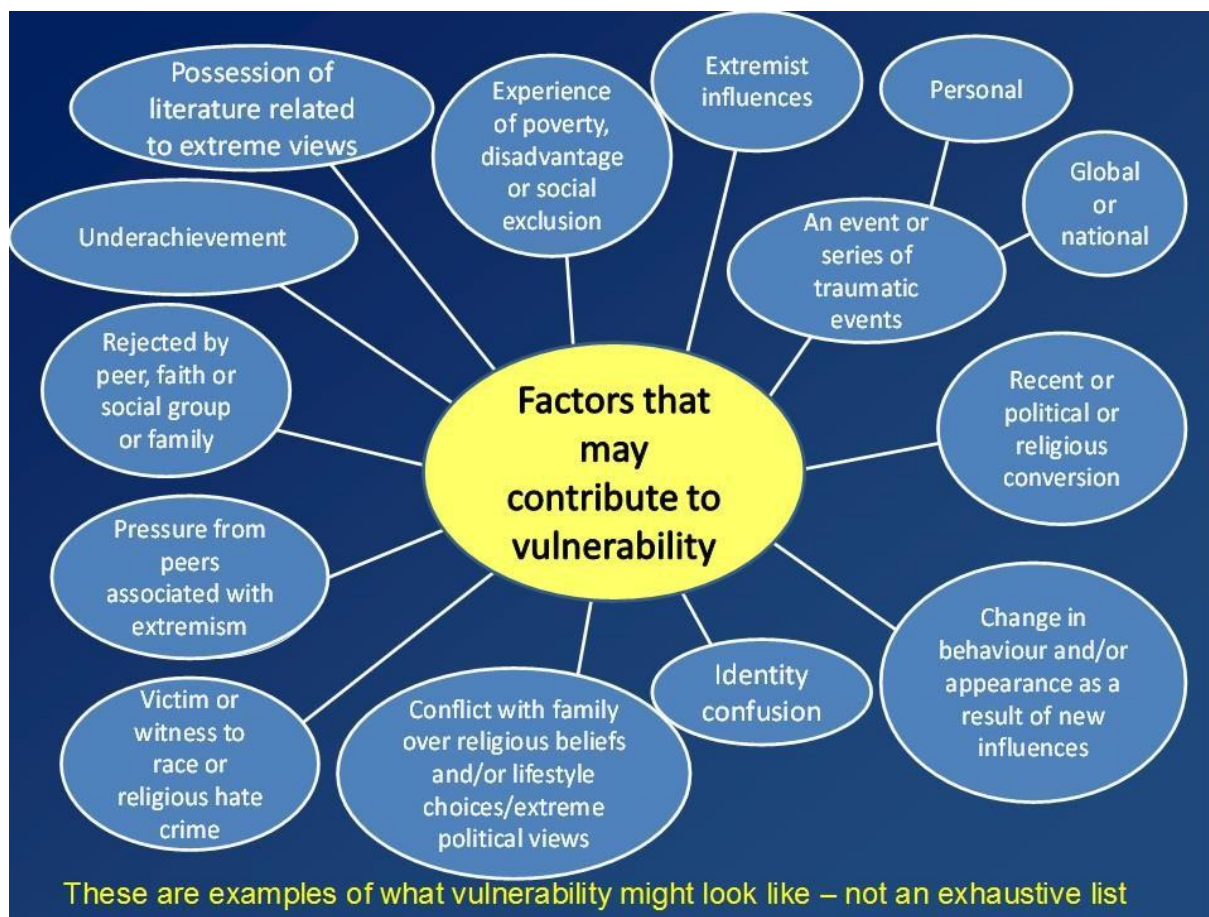 Possession of
literature related
to extreme views
Experience
of poverty,
disadvantage
or social
exclusion
Extremist
influences
Personal
Global
or
national
An event or
series of
traumatic
events
Underachievement
Rejected by
peer, faith or
social group
or family
Factors that
may
contribute to
vulnerability
Recent or
political or
religious
conversion
Pressure from
peers
associated with
extremism
Change in
behaviour and/or
appearance as a
result of new
influences
Identity
confusion
Conflict with family
over religious beliefs
and/or lifestyle
choices/extreme
political views
Victim or
witness to
race or
religious hate
crime
These are examples of what vulnerability might look like – not an exhaustive list